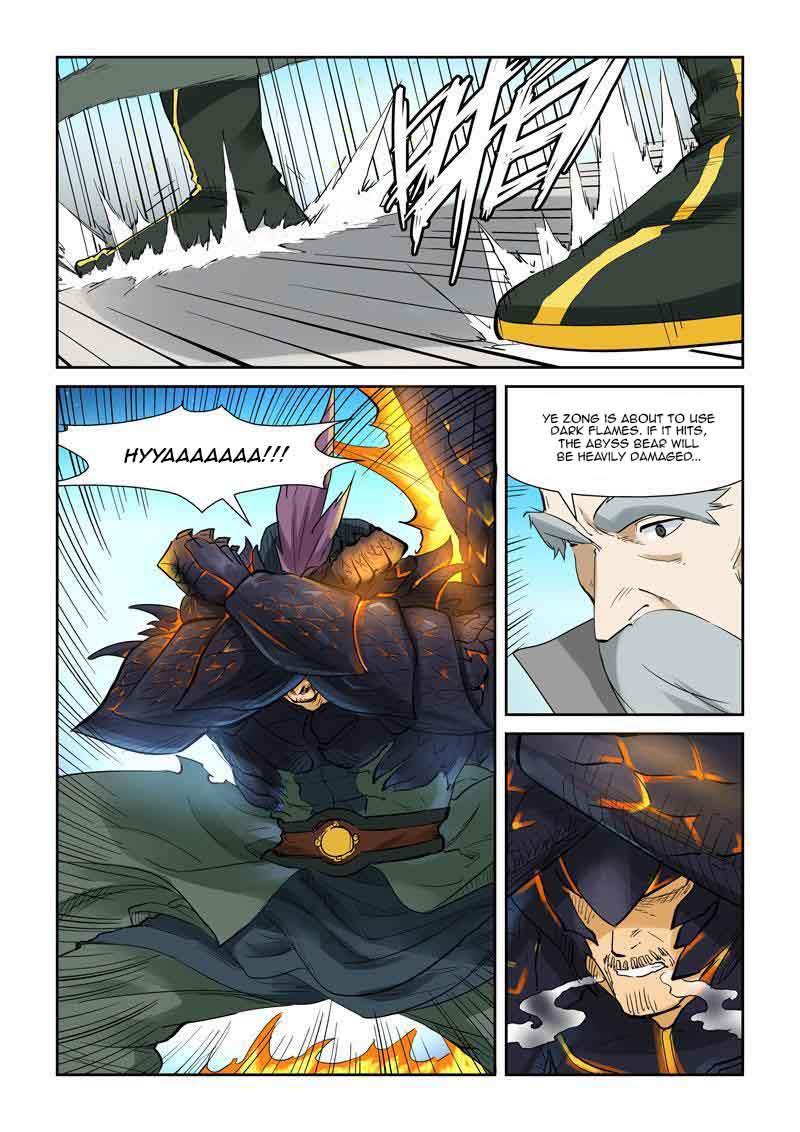 HYYAAAAAAA!!!
YE ZONG IS ABOUT TO USE
DARK FLAMES. IF IT HITS,
THE ABYSS BEAR WILL
BE HEAVILY DAMAGED...